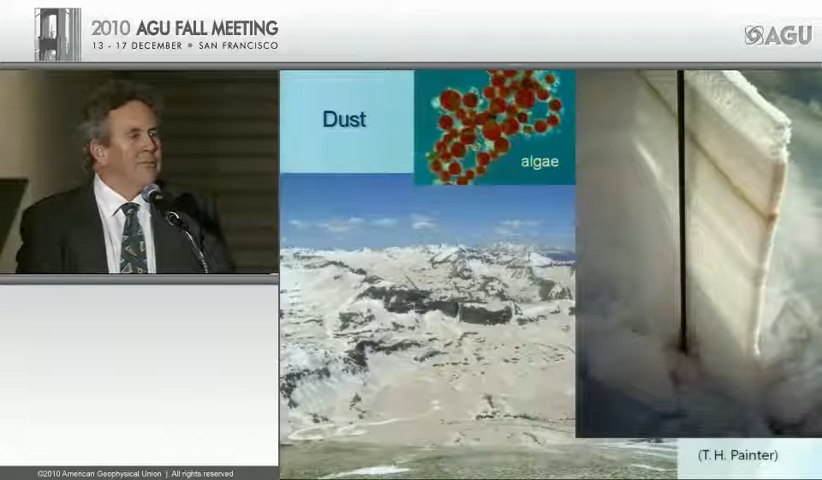 2010 AGU FALL MEETING
13 - 17 DECEMBER • SAN FRANCISCO
AGU
Dust
algae
(T. H. Painter)
©2010 American Geophysical Union | All rights reserved